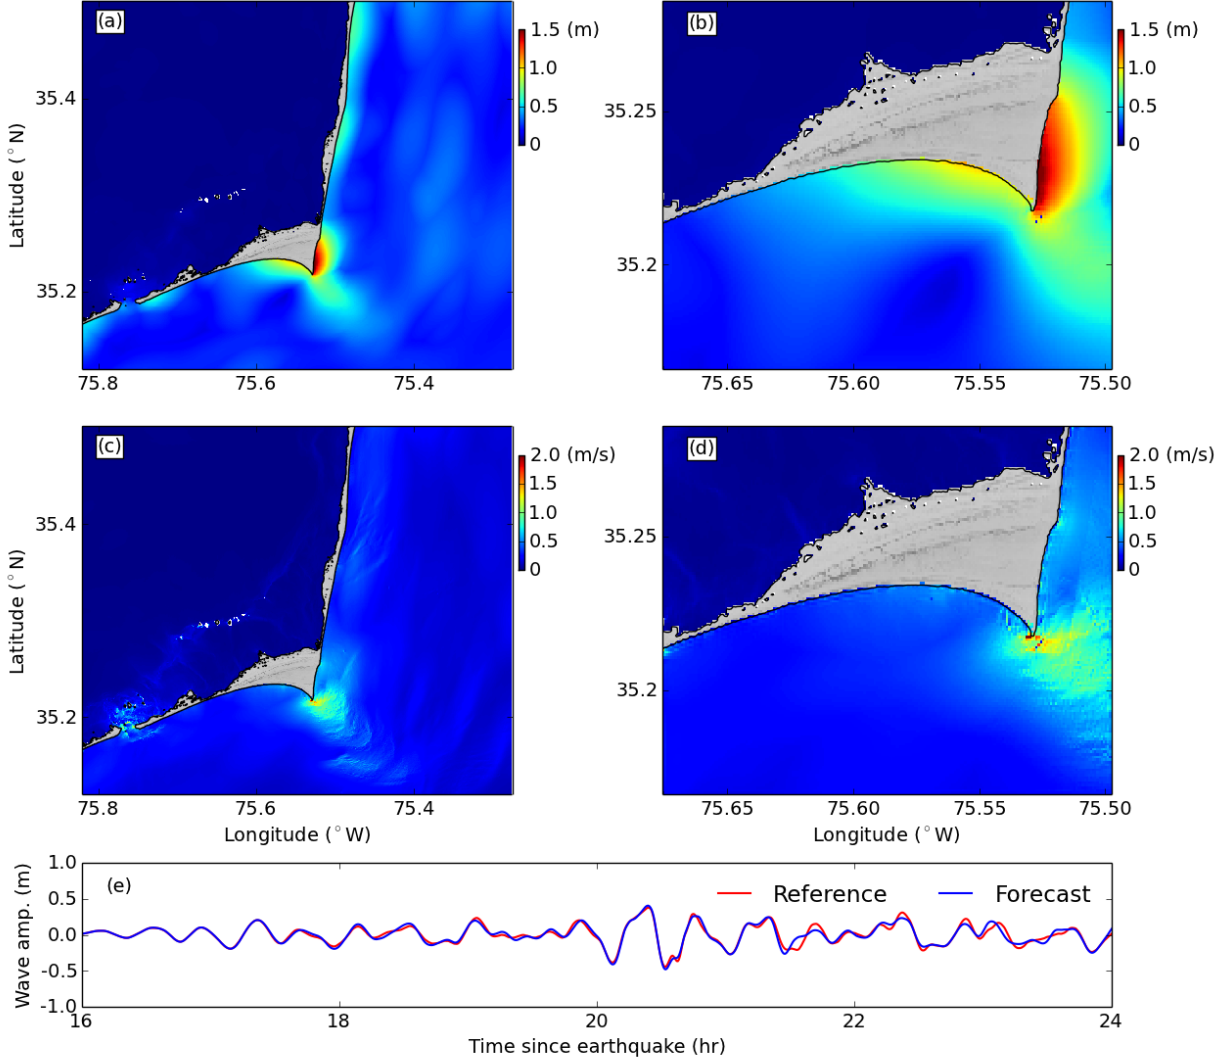 (a)
1.5 (m)
1.0
0.5
0
Latitude (°N)
35.4
35.2
75.8
75.6
75.4
(b)
1.5 (m)
1.0
0.5
0
35.25
35.2
75.65
75.60
75.55
75.50
(c)
2.0 (m/s)
1.5
1.0
0.5
0
Latitude (°N)
35.4
35.2
75.8
75.6
75.4
Longitude (°W)
(d)
2.0 (m/s)
1.5
1.0
0.5
0
35.25
35.2
75.65
75.60
75.55
75.50
Longitude (°W)
(e)
Reference
Forecast
Wave amp. (m)
1.0
0.5
0.0
-0.5
-1.0
16
18
20
22
24
Time since earthquake (hr)